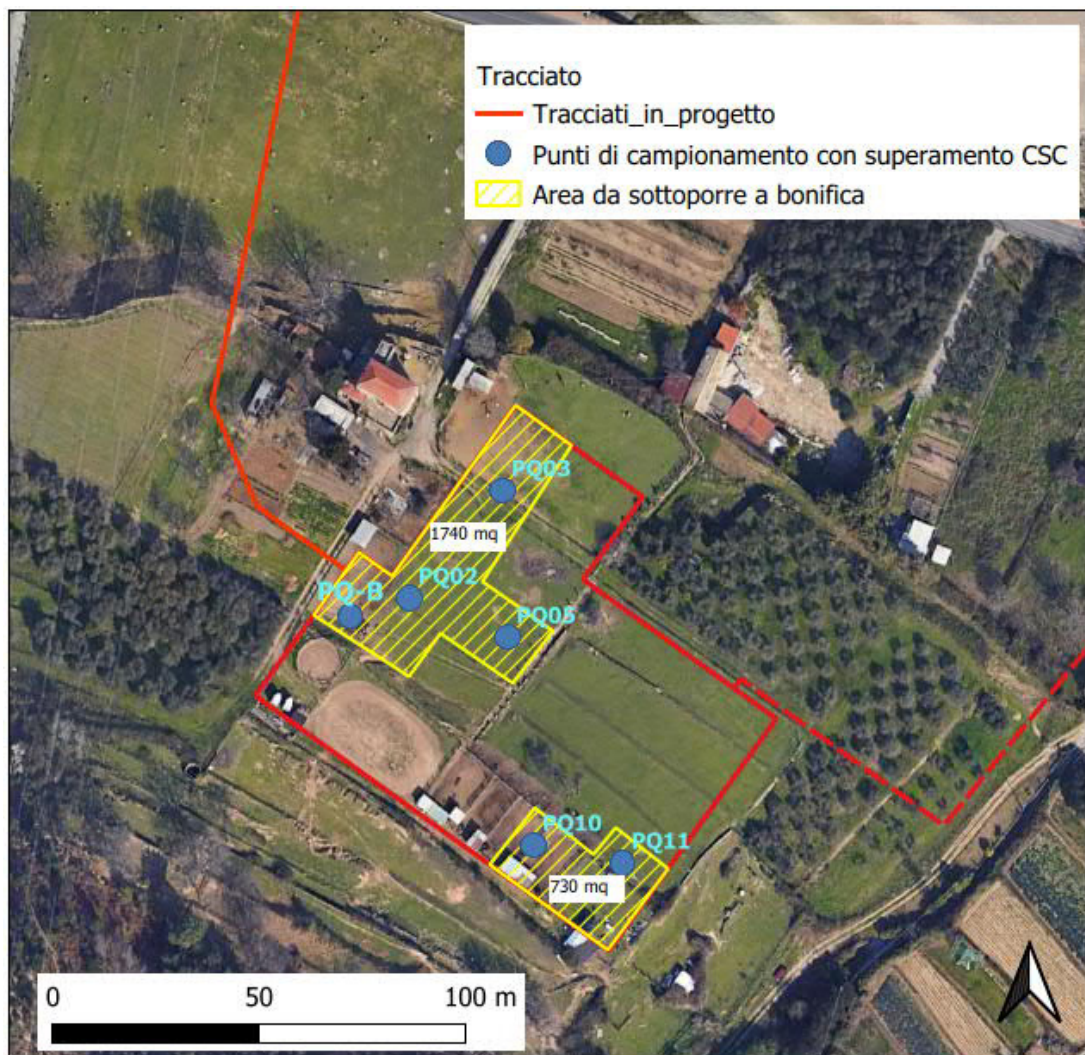 Tracciato
Tracciati_in_progetto
Punti di campionamento con superamento CSC
Area da sottoporre a bonifica
PQ03
1740 mq
PQ02
PQ-B
PQ05
PQ10
PQ11
730 mq
0 50 100 m